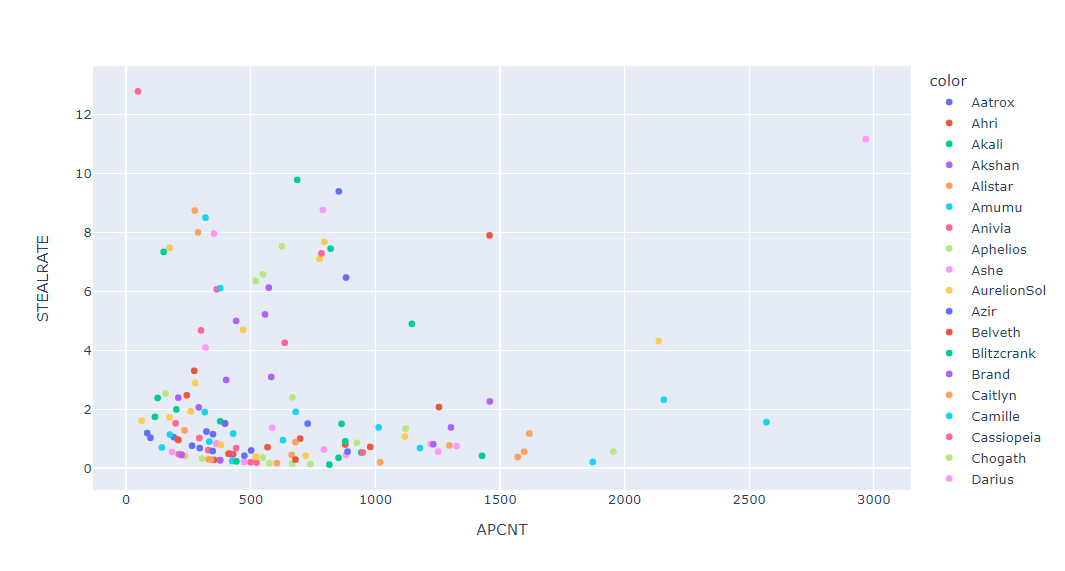 color
Aatrox
Ahri
Akali
Akshan
Alistar
Amumu
Anivia
Aphelios
Ashe
AurelionSol
Azir
Belveth
Blitzcrank
Brand
Caitlyn
Camille
Cassiopeia
Chogath
Darius
STEALRATE
12
10
8
6
4
2
0
0 500 1000 1500 2000 2500 3000
APCNT